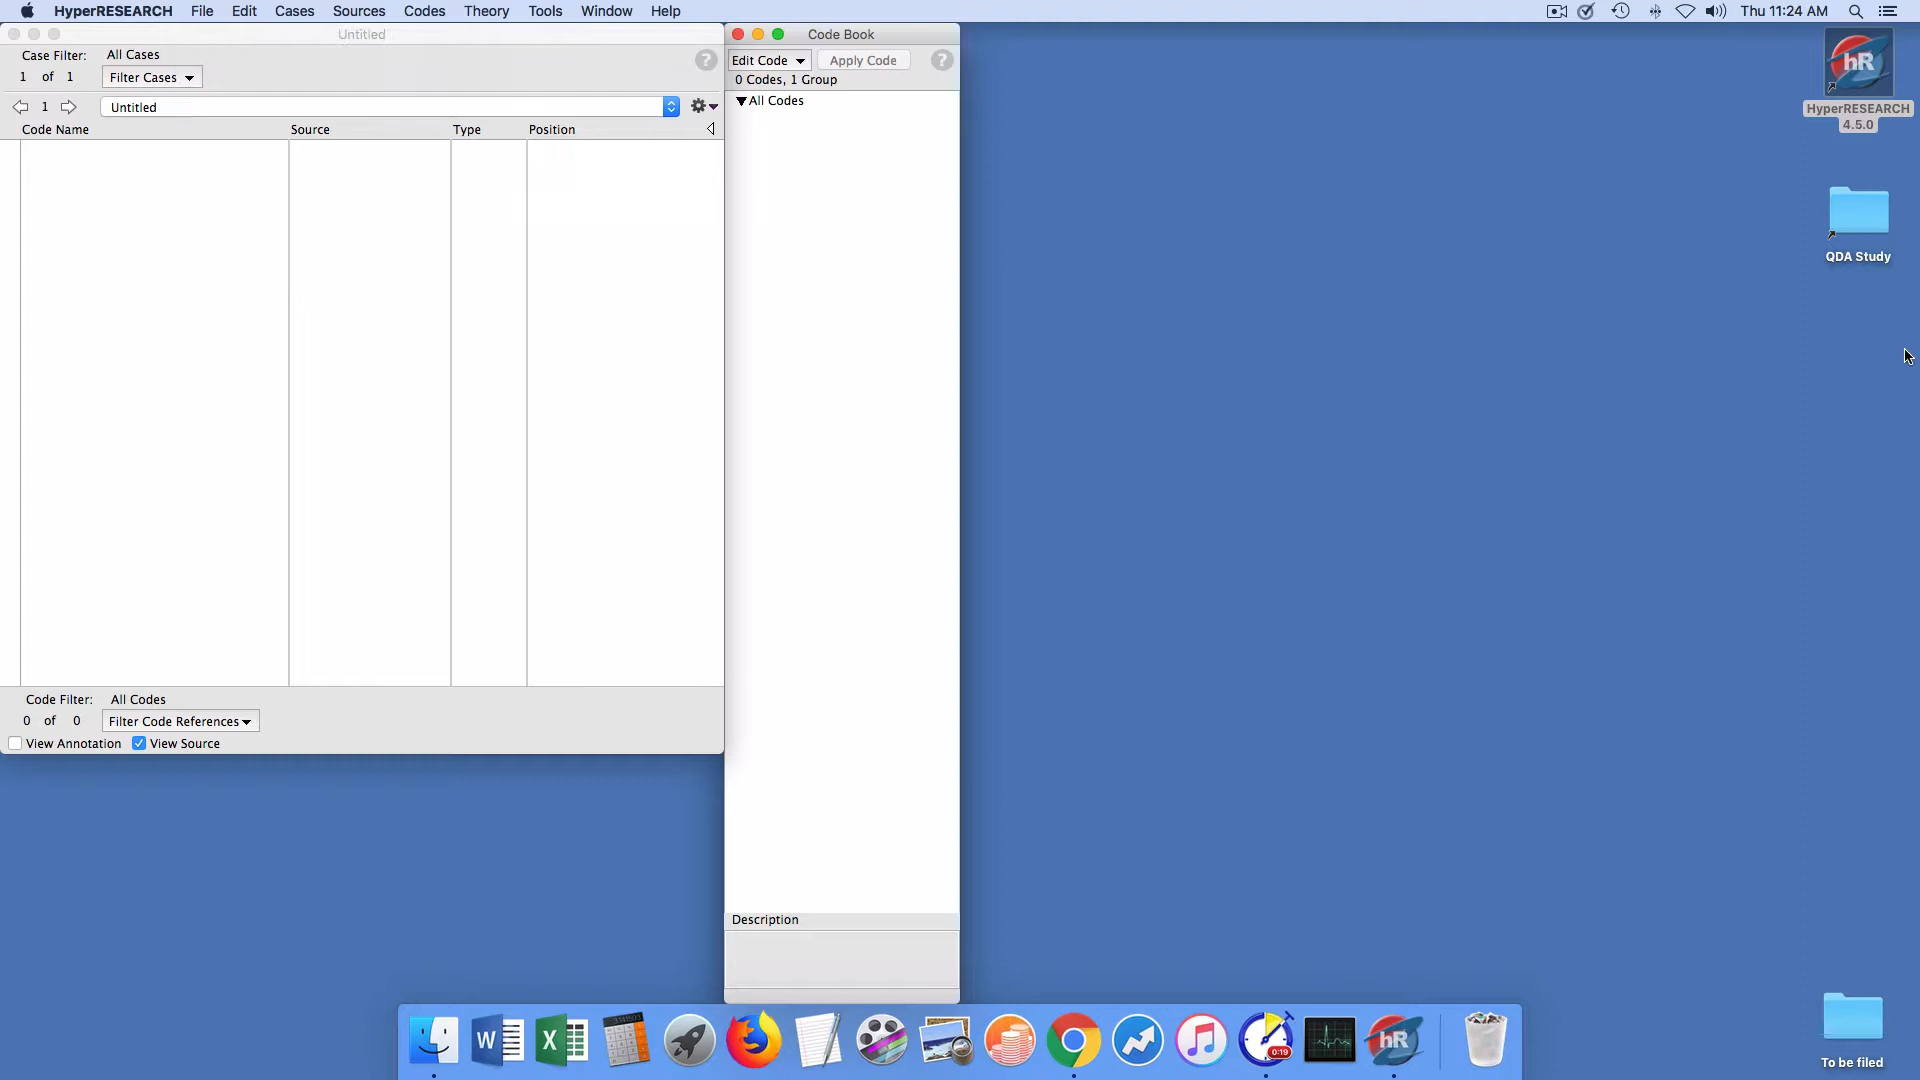 HyperRESEARCH File Edit Cases Sources Codes Theory Tools Window Help Thu 11:24 AM
Untitled
Case Filter: All Cases
1 of 1 Filter Cases
1 Untitled
Code Name Source Type Position
Code Filter: All Codes
0 of 0 Filter Code References
View Annotation View Source
Code Book
Edit Code Apply Code
0 Codes, 1 Group
All Codes
Description
hR
HyperRESEARCH
4.5.0
QDA Study
To be filed
W X 0:19 hR